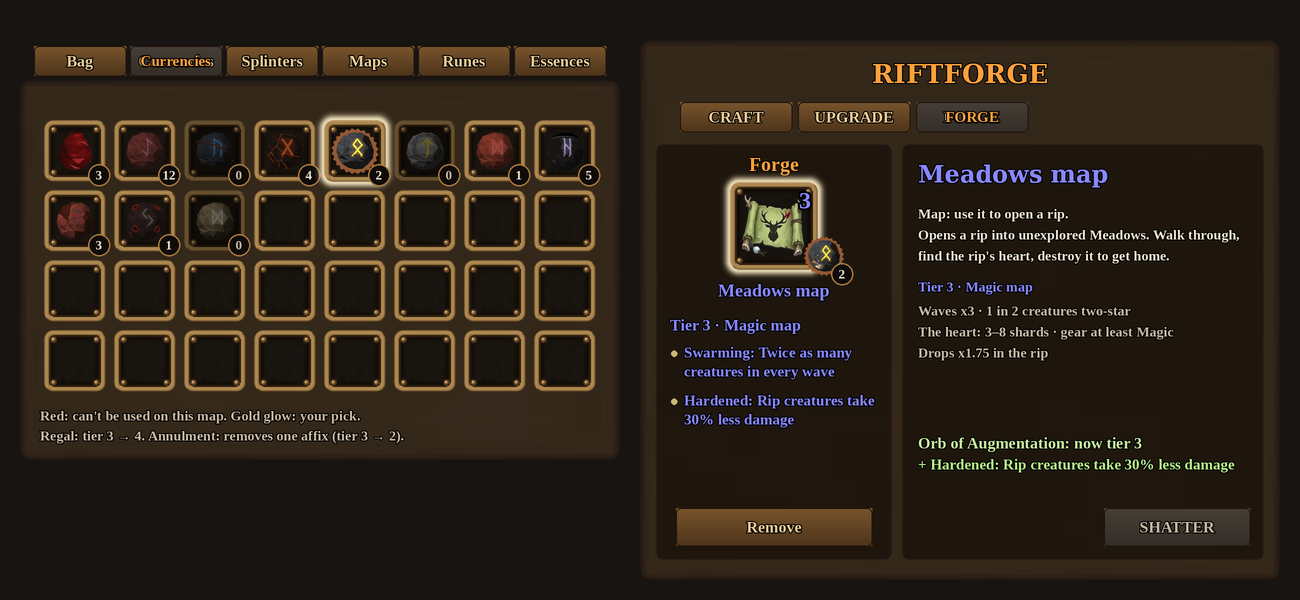 Bag
Currencies
Splinters
Maps
Runes
Essences
3
12
0
4
2
0
1
5
3
1
0
Red: can't be used on this map. Gold glow: your pick.
Regal: tier 3 → 4. Annulment: removes one affix (tier 3 → 2).
RIFTFORGE
CRAFT
UPGRADE
FORGE
Forge
3
2
Meadows map
Tier 3 · Magic map
Swarming: Twice as many
creatures in every wave
Hardened: Rip creatures take
30% less damage
Remove
Meadows map
Map: use it to open a rip.
Opens a rip into unexplored Meadows. Walk through,
find the rip's heart, destroy it to get home.
Tier 3 · Magic map
Waves x3 · 1 in 2 creatures two-star
The heart: 3–8 shards · gear at least Magic
Drops x1.75 in the rip
Orb of Augmentation: now tier 3
+ Hardened: Rip creatures take 30% less damage
SHATTER